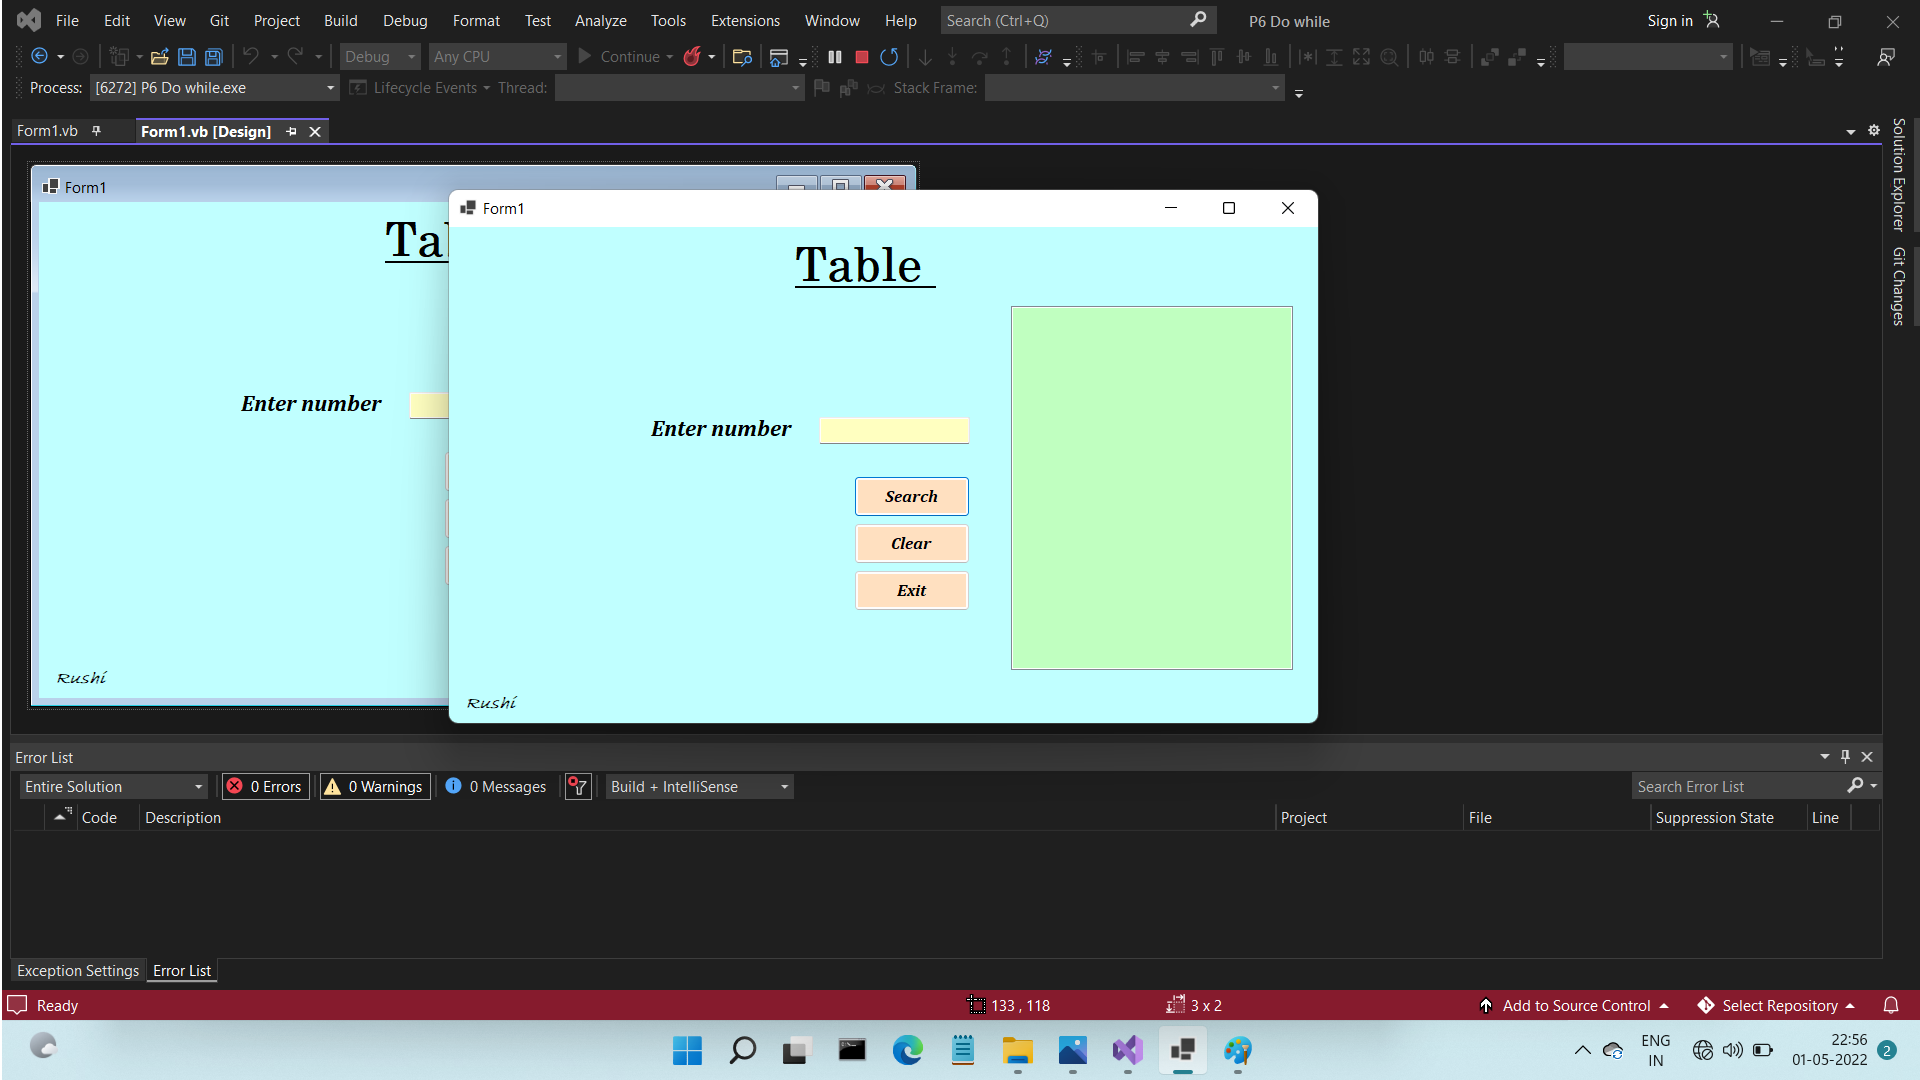 File Edit View Git Project Build Debug Format Test Analyze Tools Extensions Window Help Search (Ctrl+Q) P6 Do while Sign in
Debug Any CPU Continue
Process: [6272] P6 Do while.exe Lifecycle Events Thread: Stack Frame:
Form1.vb Form1.vb [Design]
Solution Explorer
Git Changes
Form1
Ta
Enter number
Rushi
Form1
Table
Enter number
Search
Clear
Exit
Rushi
Error List
Entire Solution 0 Errors 0 Warnings 0 Messages Build + IntelliSense Search Error List
Code Description Project File Suppression State Line
Exception Settings Error List
Ready 133 , 118 3 x 2 Add to Source Control Select Repository
ENG
IN
22:56
01-05-2022
2